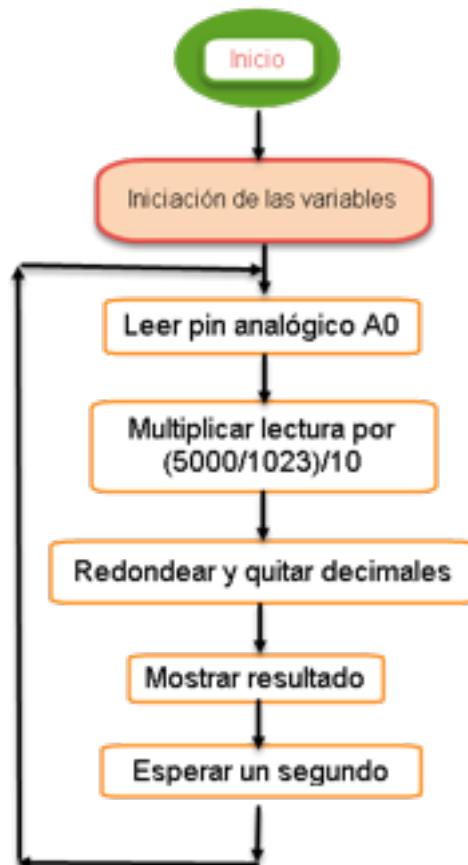 Inicio
Iniciación de las variables
Leer pin analógico A0
Multiplicar lectura por
(5000/1023)/10
Redondear y quitar decimales
Mostrar resultado
Esperar un segundo